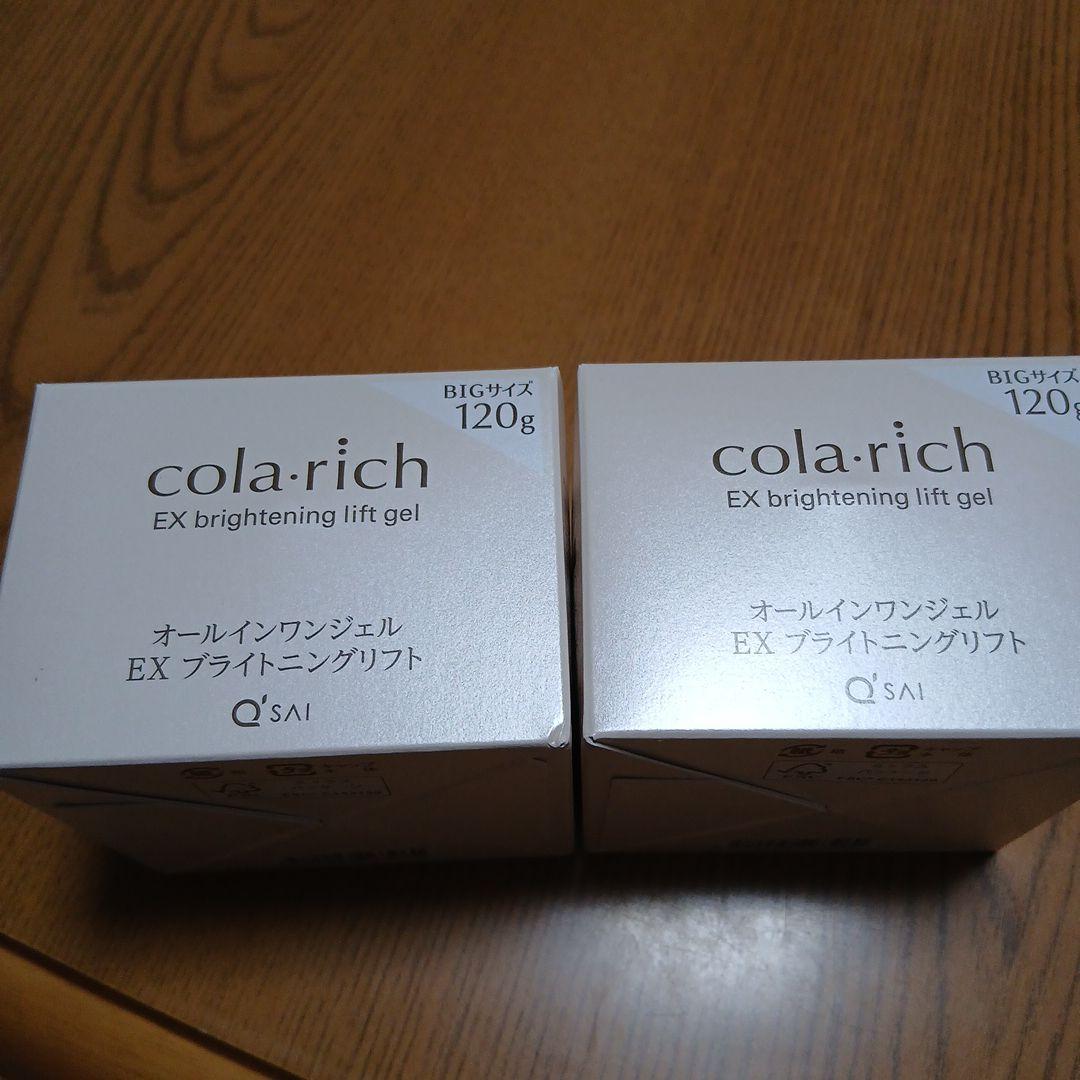 BIGサイズ
120g
cola·rich
EX brightening lift gel
オールインワンジェル
EX ブライトニングリフト
Q'SAI
BIGサイズ
120g
cola·rich
EX brightening lift gel
オールインワンジェル
EX ブライトニングリフト
Q'SAI